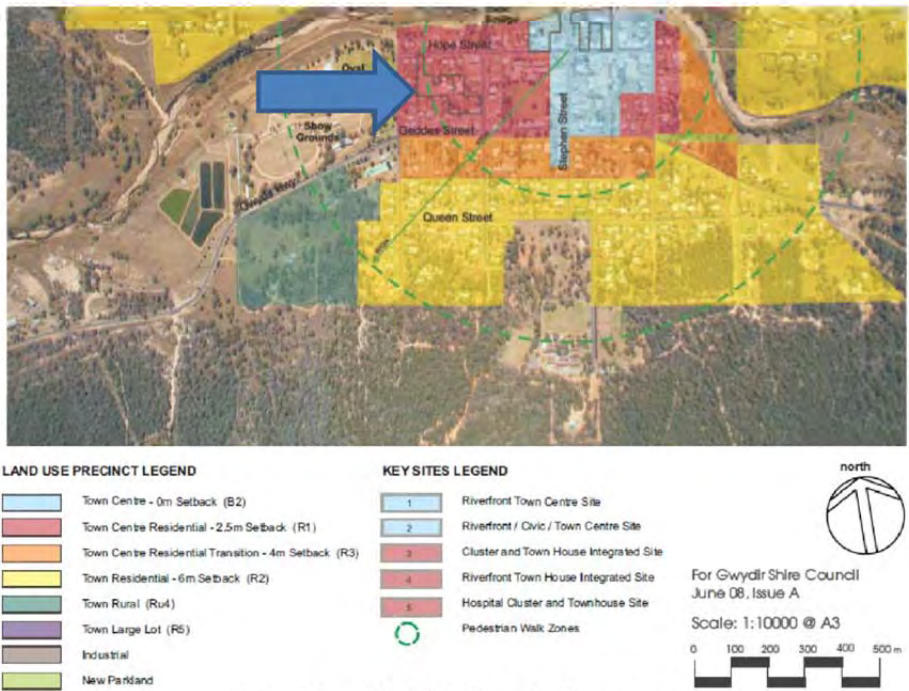 Hope Street
Oval
Show
Grounds
Geddes Street
Stephen Street
Gwydir Way
Queen Street
LAND USE PRECINCT LEGEND
Town Centre - 0m Setback (B2)
Town Centre Residential - 2.5m Setback (R1)
Town Centre Residential Transition - 4m Setback (R3)
Town Residential - 6m Setback (R2)
Town Rural (Ru4)
Town Large Lot (R5)
Industrial
New Parkland
KEY SITES LEGEND
1 Riverfront Town Centre Site
2 Riverfront / Civic / Town Centre Site
3 Cluster and Town House Integrated Site
4 Riverfront Town House Integrated Site
5 Hospital Cluster and Townhouse Site
Pedestrian Walk Zones
north
For Gwydir Shire Council
June 08, Issue A
Scale: 1:10000 @ A3
0 100 200 300 400 500 m